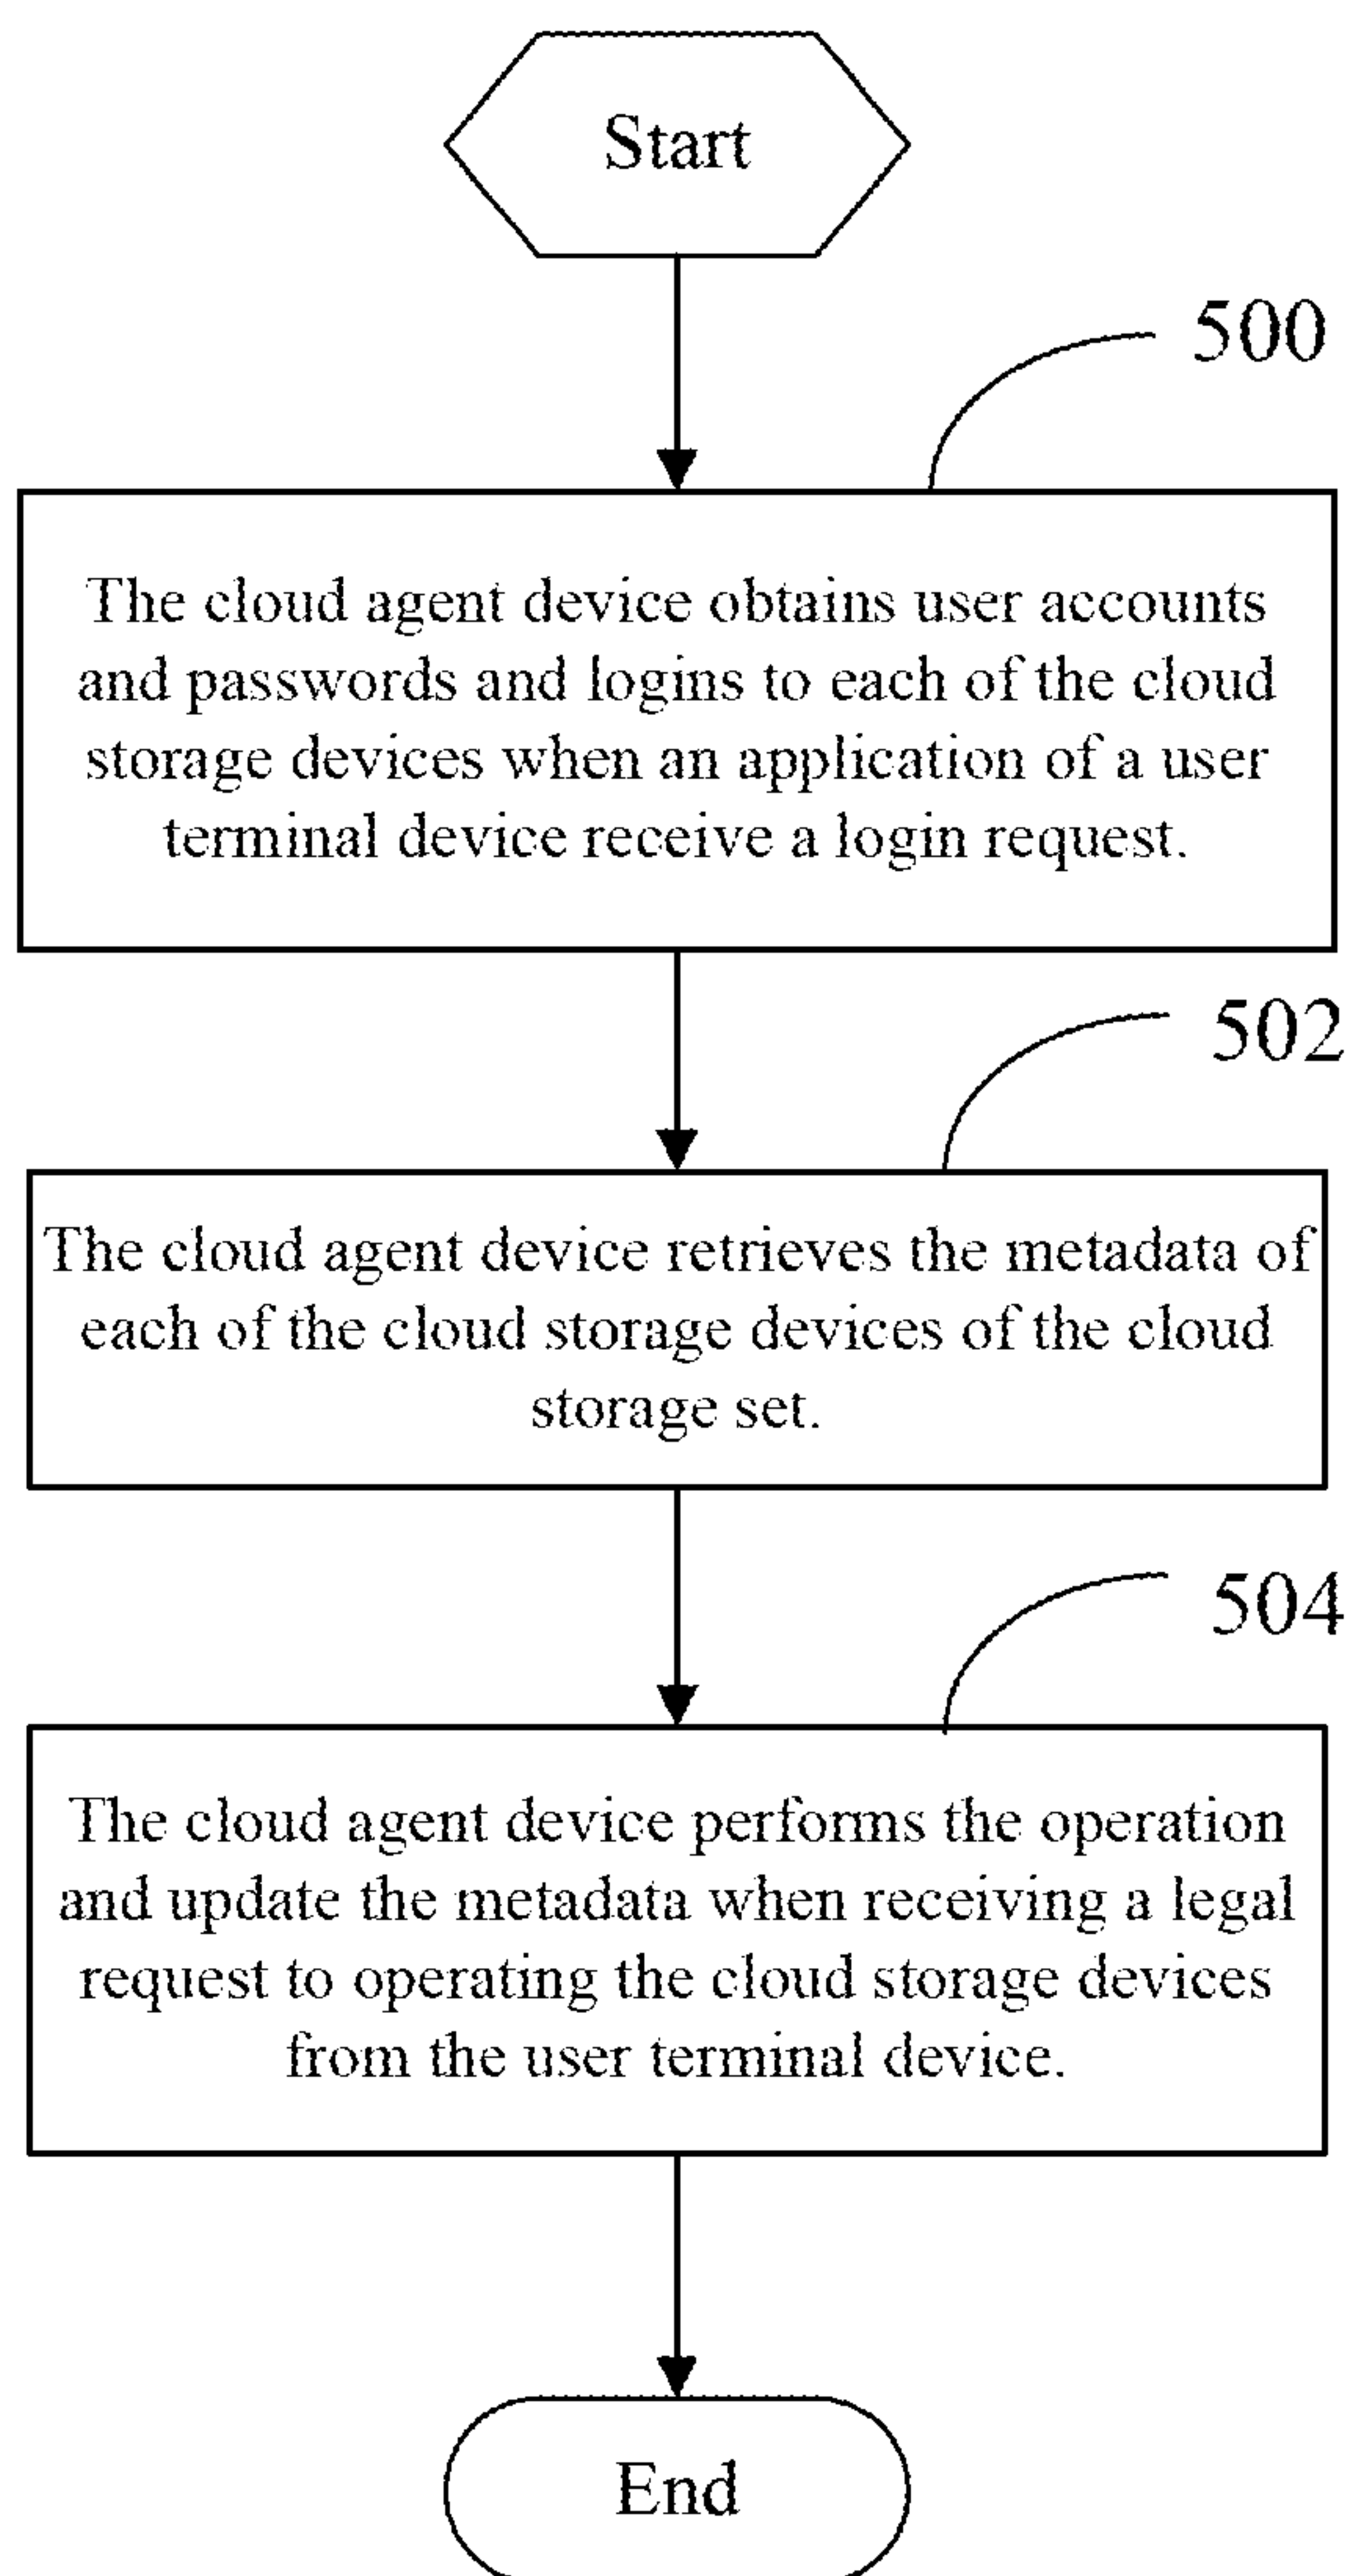 Start
500
The cloud agent device obtains user accounts
and passwords and logins to each of the cloud
storage devices when an application of a user
terminal device receive a login request.
502
The cloud agent device retrieves the metadata of
each of the cloud storage devices of the cloud
storage set.
504
The cloud agent device performs the operation
and update the metadata when receiving a legal
request to operating the cloud storage devices
from the user terminal device.
End